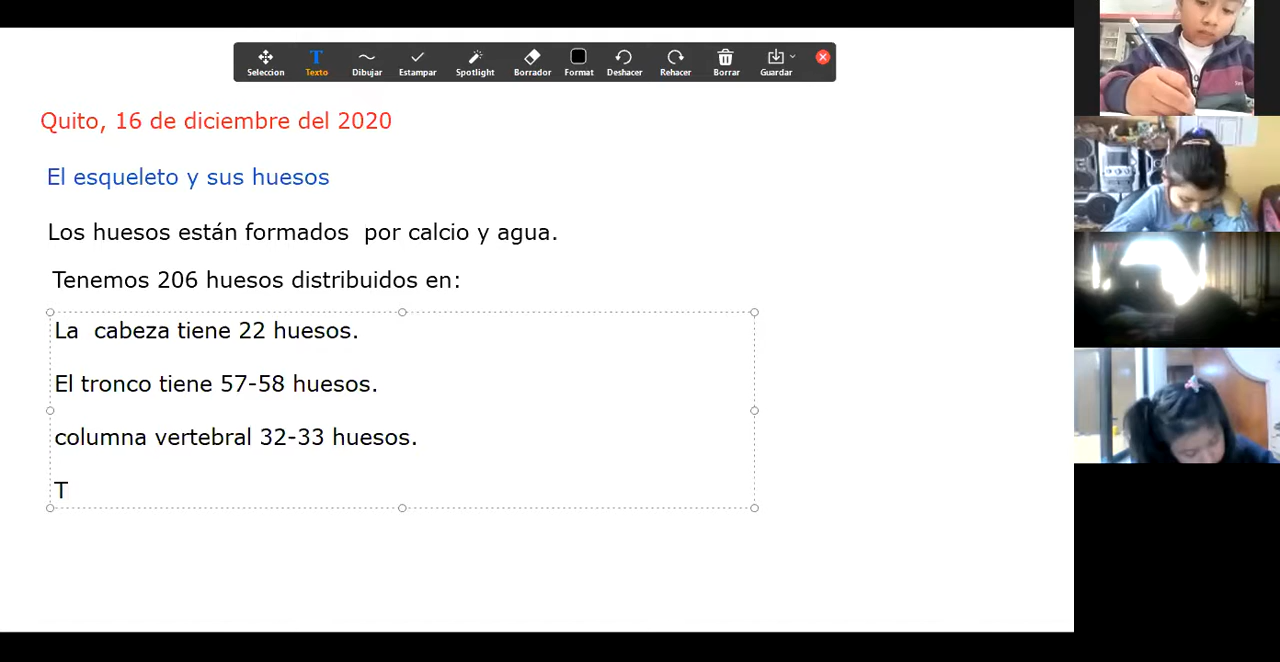 Seleccion Texto Dibujar Estampar Spotlight Borrador Format Deshacer Rehacer Borrar Guardar
Quito, 16 de diciembre del 2020
El esqueleto y sus huesos
Los huesos están formados  por calcio y agua.
Tenemos 206 huesos distribuidos en:
La  cabeza tiene 22 huesos.
El tronco tiene 57-58 huesos.
columna vertebral 32-33 huesos.
T